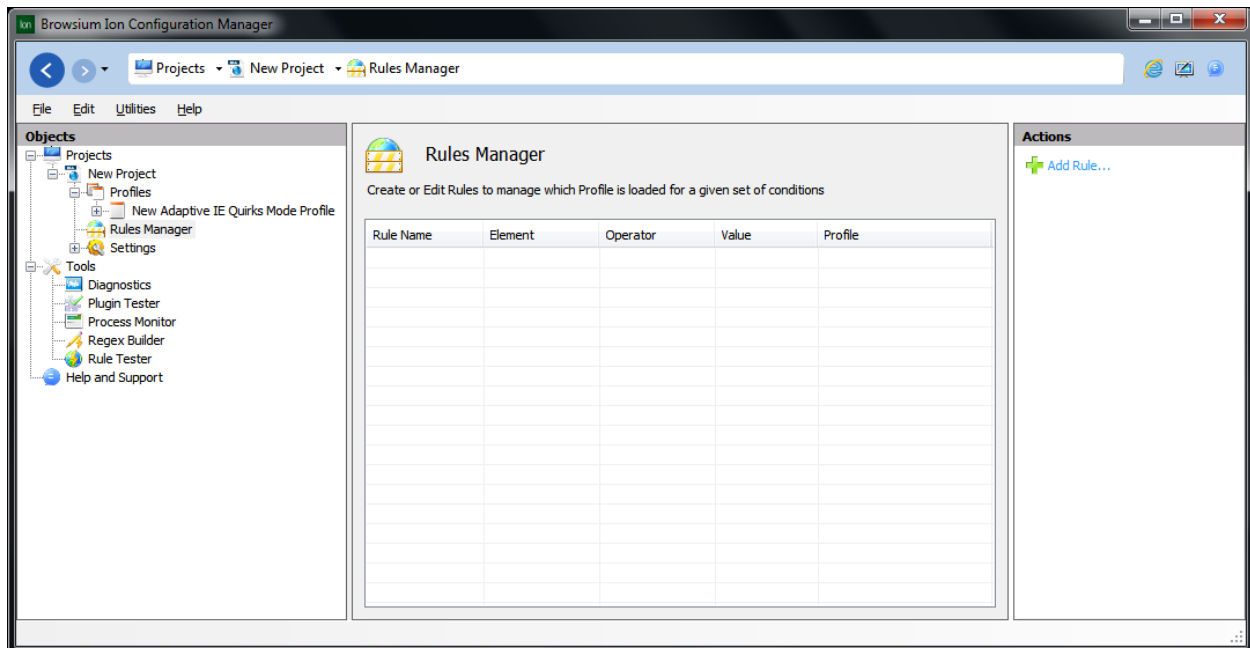 Ion Browsium Ion Configuration Manager
Projects New Project Rules Manager
File Edit Utilities Help
Objects
Projects
New Project
Profiles
New Adaptive IE Quirks Mode Profile
Rules Manager
Settings
Tools
Diagnostics
Plugin Tester
Process Monitor
Regex Builder
Rule Tester
Help and Support
Rules Manager
Create or Edit Rules to manage which Profile is loaded for a given set of conditions
Rule Name Element Operator Value Profile
Actions
Add Rule...